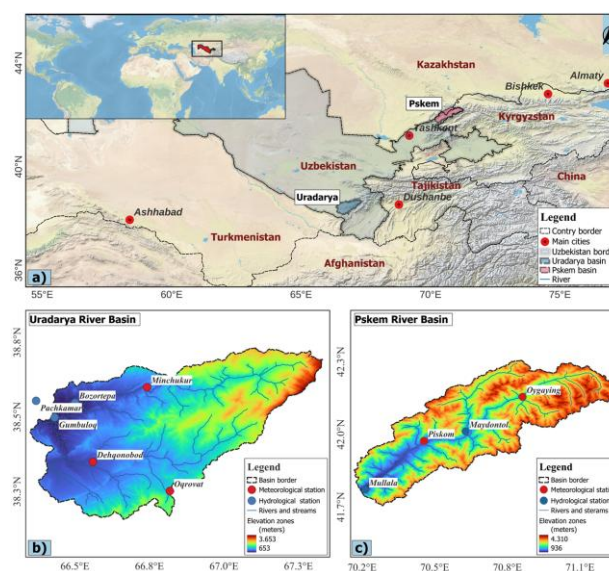 44°N
40°N
36°N
Kazakhstan
Almaty
Bishkek
Pskem
Kyrgyzstan
Tashkent
Uzbekistan
China
Uradarya
Tajikistan
Dushanbe
Ashhabad
Turkmenistan
Afghanistan
Legend
Contry border
Main cities
Uzbekistan bord
Uradarya basin
Pskem basin
River
a)
55°E 60°E 65°E 70°E 75°E
Uradarya River Basin
38.8°N
38.5°N
38.3°N
Minchukur
Bozortepa
Pachkamar
Gumbuloq
Dehqonobod
Oqrovot
Legend
Basin border
Meteorological station
Hydrological station
Rivers and streams
Elevation zones
(meters)
3.653
653
b)
66.5°E 66.8°E 67.0°E 67.3°E
Pskem River Basin
42.3°N
42.0°N
41.7°N
Oygaying
Maydontol
Piskom
Mullala
Legend
Basin border
Meteorological station
Hydrological station
Rivers and streams
Elevation zones
(meters)
4.310
936
c)
70.2°E 70.5°E 70.8°E 71.1°E